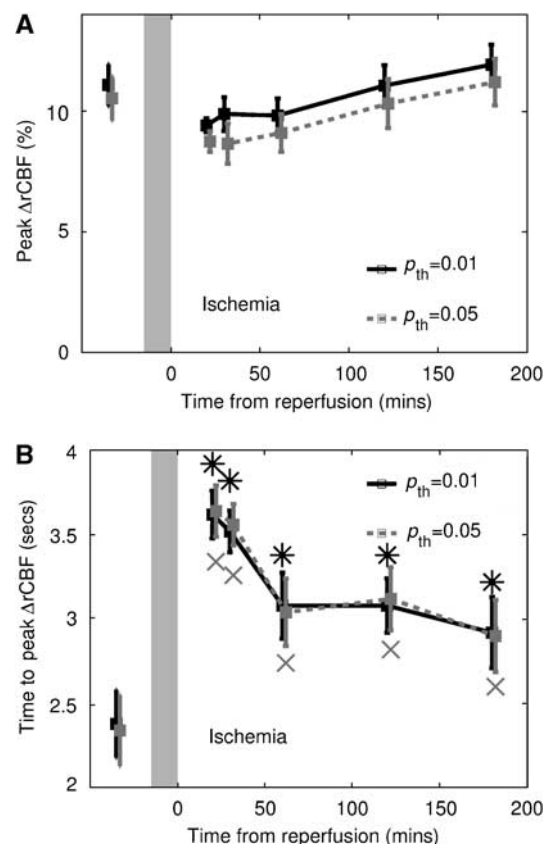 A
10
5
0
Peak ΔrCBF (%)
p_th=0.01
p_th=0.05
Ischemia
0 50 100 150 200
Time from reperfusion (mins)
B
4
3.5
3
2.5
2
Time to peak ΔrCBF (secs)
p_th=0.01
p_th=0.05
Ischemia
0 50 100 150 200
Time from reperfusion (mins)